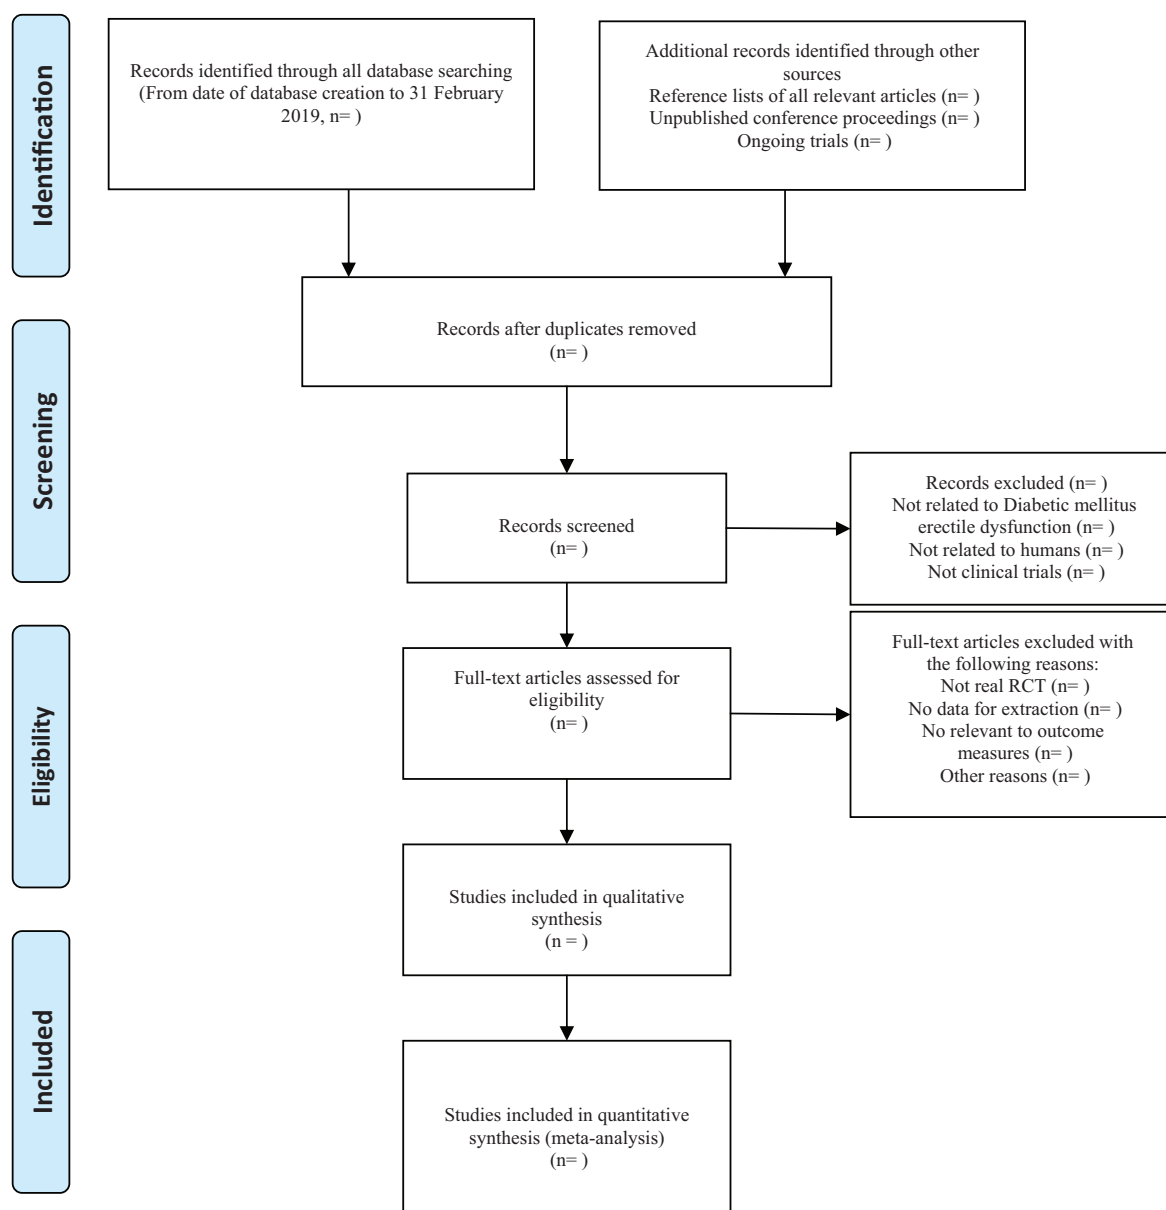 Identification
Records identified through all database searching
(From date of database creation to 31 February
2019, n= )
Additional records identified through other
sources
Reference lists of all relevant articles (n= )
Unpublished conference proceedings (n= )
Ongoing trials (n= )
Records after duplicates removed
(n= )
Screening
Records screened
(n= )
Records excluded (n= )
Not related to Diabetic mellitus
erectile dysfunction (n= )
Not related to humans (n= )
Not clinical trials (n= )
Eligibility
Full-text articles assessed for
eligibility
(n= )
Full-text articles excluded with
the following reasons:
Not real RCT (n= )
No data for extraction (n= )
No relevant to outcome
measures (n= )
Other reasons (n= )
Studies included in qualitative
synthesis
(n = )
Included
Studies included in quantitative
synthesis (meta-analysis)
(n= )